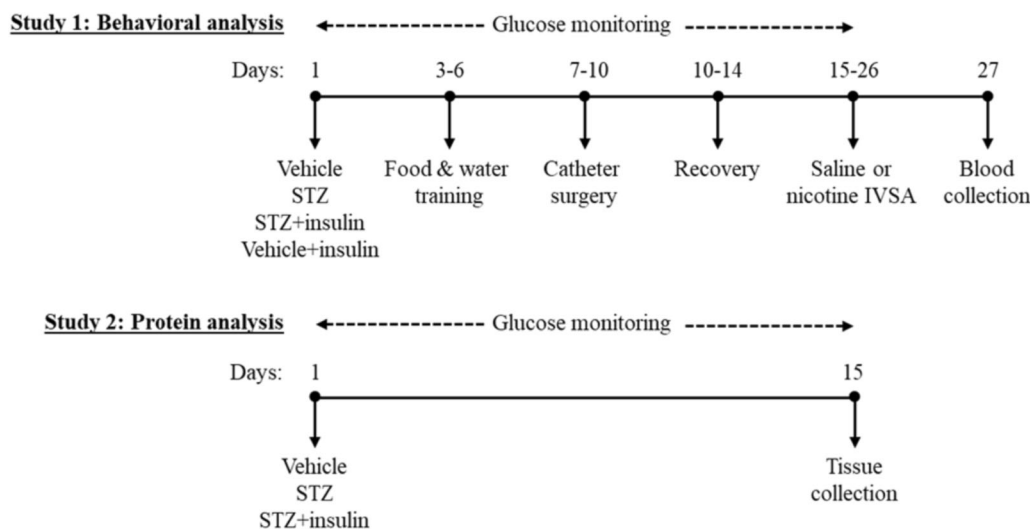 Study 1: Behavioral analysis
Glucose monitoring
Days: 1 3-6 7-10 10-14 15-26 27
Vehicle
STZ
STZ+insulin
Vehicle+insulin
Food & water
training
Catheter
surgery
Recovery
Saline or
nicotine IVSA
Blood
collection
Study 2: Protein analysis
Glucose monitoring
Days: 1 15
Vehicle
STZ
STZ+insulin
Tissue
collection